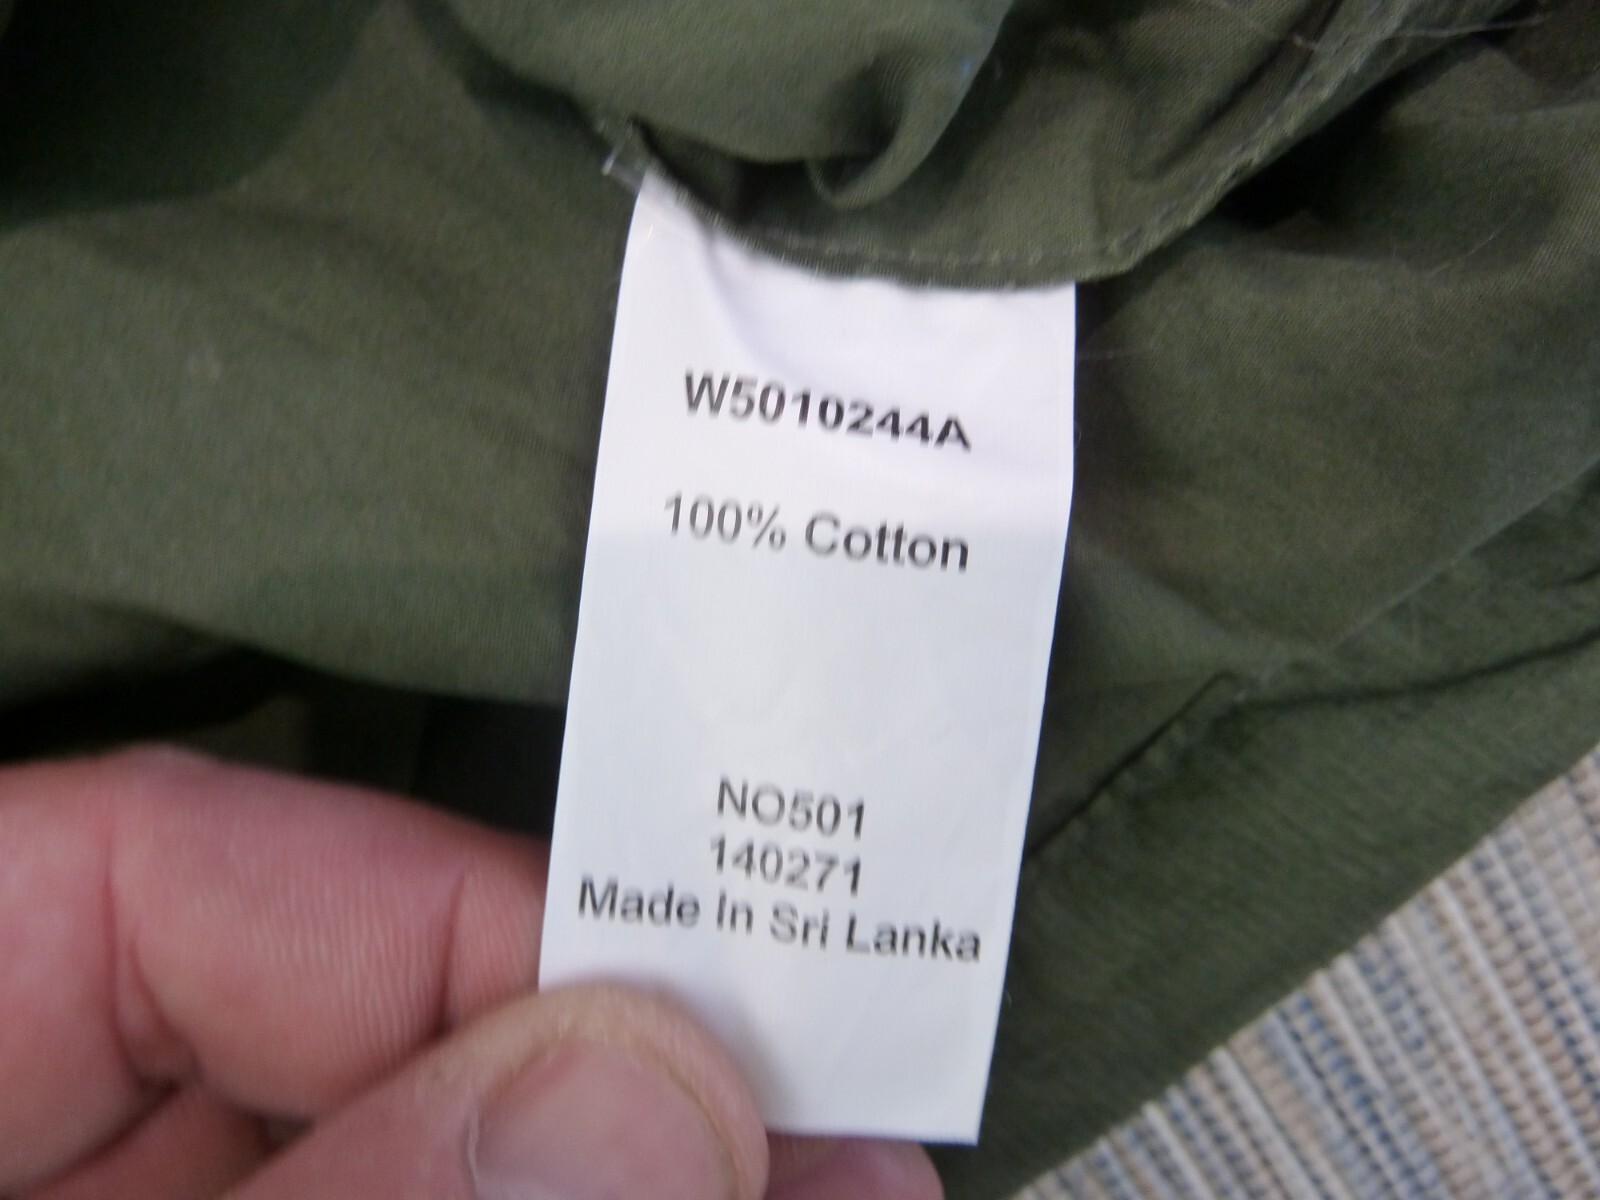 W5010244A
100% Cotton
NO501
140271
Made In Sri Lanka